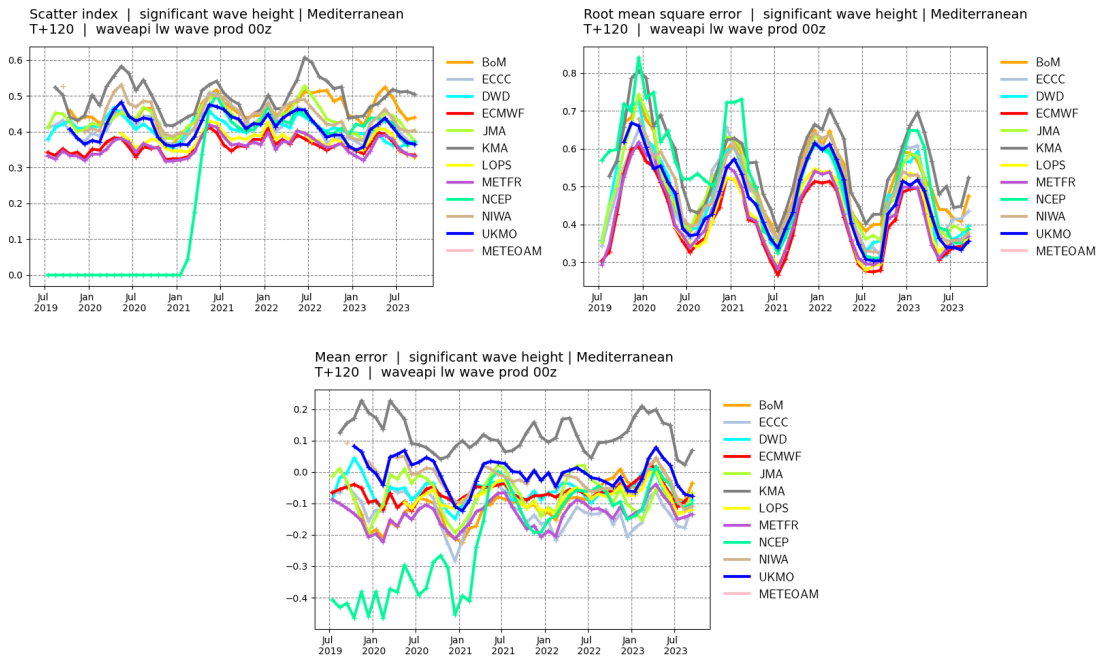 Scatter index | significant wave height | Mediterranean
T+120 | waveapi lw wave prod 00z
0.6
0.5
0.4
0.3
0.2
0.1
0.0
Jul 2019
Jan 2020
Jul 2020
Jan 2021
Jul 2021
Jan 2022
Jul 2022
Jan 2023
Jul 2023
BoM
ECCC
DWD
ECMWF
JMA
KMA
LOPS
METFR
NCEP
NIWA
UKMO
METEOAM
Root mean square error | significant wave height | Mediterranean
T+120 | waveapi lw wave prod 00z
0.8
0.7
0.6
0.5
0.4
0.3
Jul 2019
Jan 2020
Jul 2020
Jan 2021
Jul 2021
Jan 2022
Jul 2022
Jan 2023
Jul 2023
BoM
ECCC
DWD
ECMWF
JMA
KMA
LOPS
METFR
NCEP
NIWA
UKMO
METEOAM
Mean error | significant wave height | Mediterranean
T+120 | waveapi lw wave prod 00z
0.2
0.1
0.0
−0.1
−0.2
−0.3
−0.4
Jul 2019
Jan 2020
Jul 2020
Jan 2021
Jul 2021
Jan 2022
Jul 2022
Jan 2023
Jul 2023
BoM
ECCC
DWD
ECMWF
JMA
KMA
LOPS
METFR
NCEP
NIWA
UKMO
METEOAM